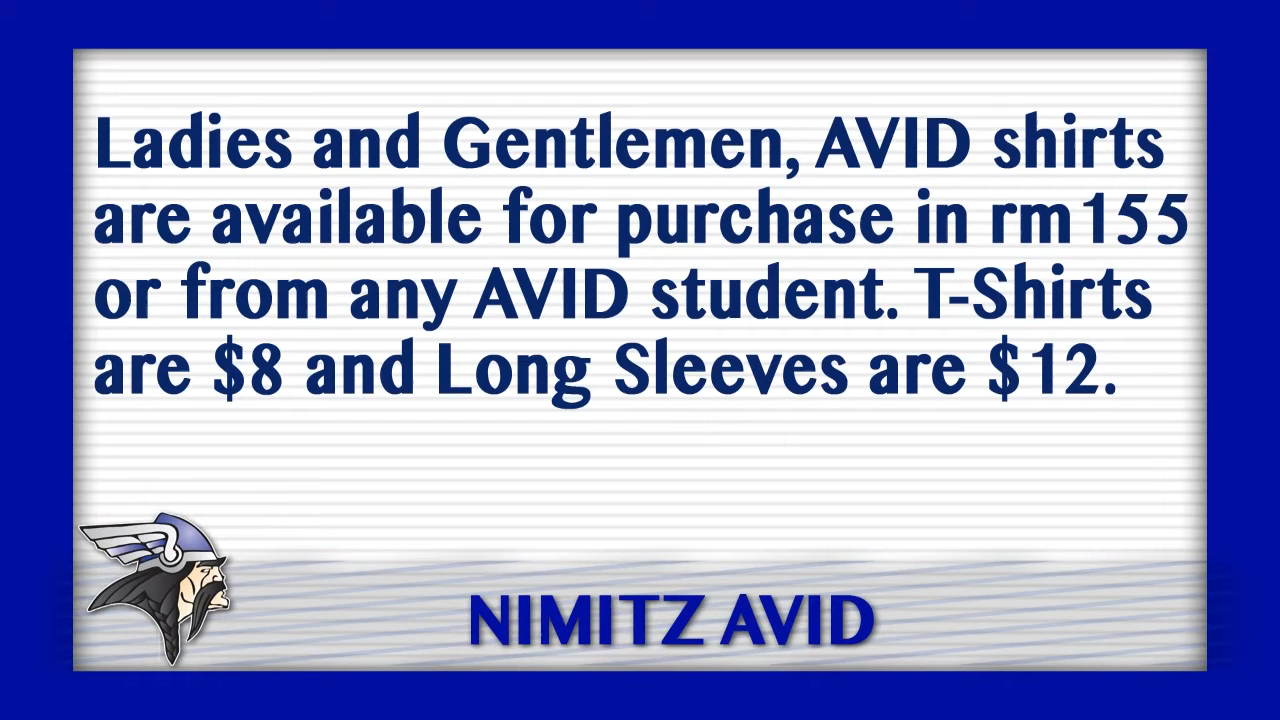 Ladies and Gentlemen, AVID shirts
are available for purchase in rm155
or from any AVID student. T-Shirts
are $8 and Long Sleeves are $12.
NIMITZ AVID